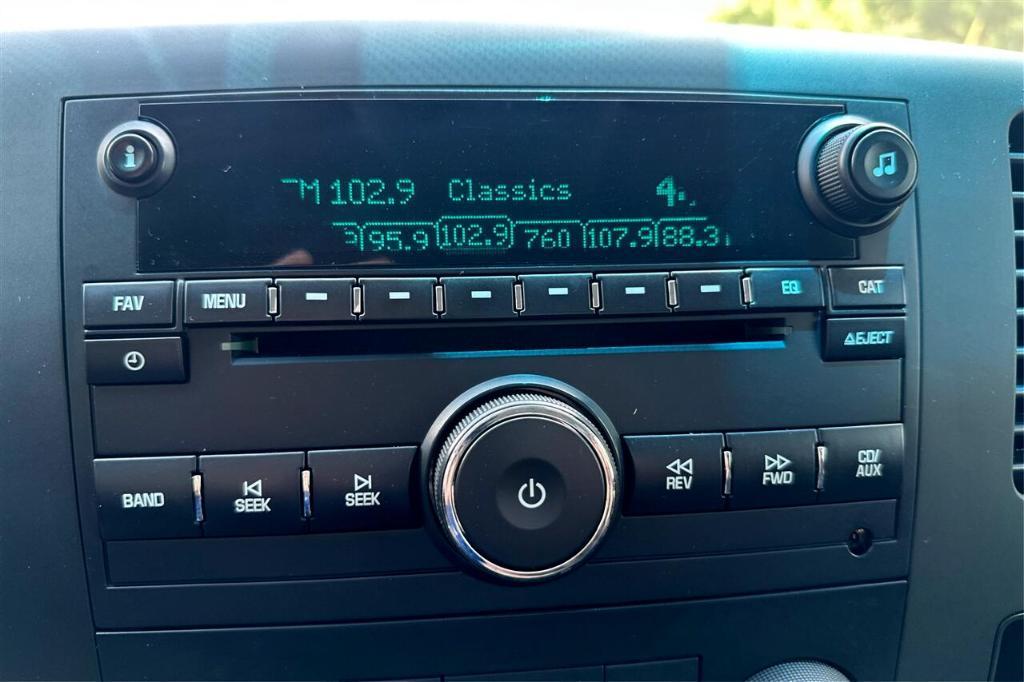 FM 102.9 Classics
95.9 102.9 760 107.9 88.3
FAV MENU EQ CAT
EJECT
BAND SEEK SEEK REV FWD CD/AUX